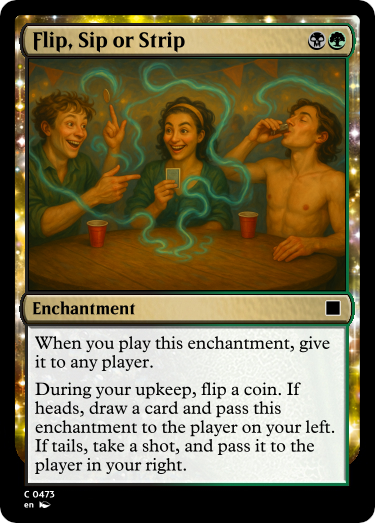 Flip, Sip or Strip
Enchantment
When you play this enchantment, give
it to any player.
During your upkeep, flip a coin. If
heads, draw a card and pass this
enchantment to the player on your left.
If tails, take a shot, and pass it to the
player in your right.
C 0473
en